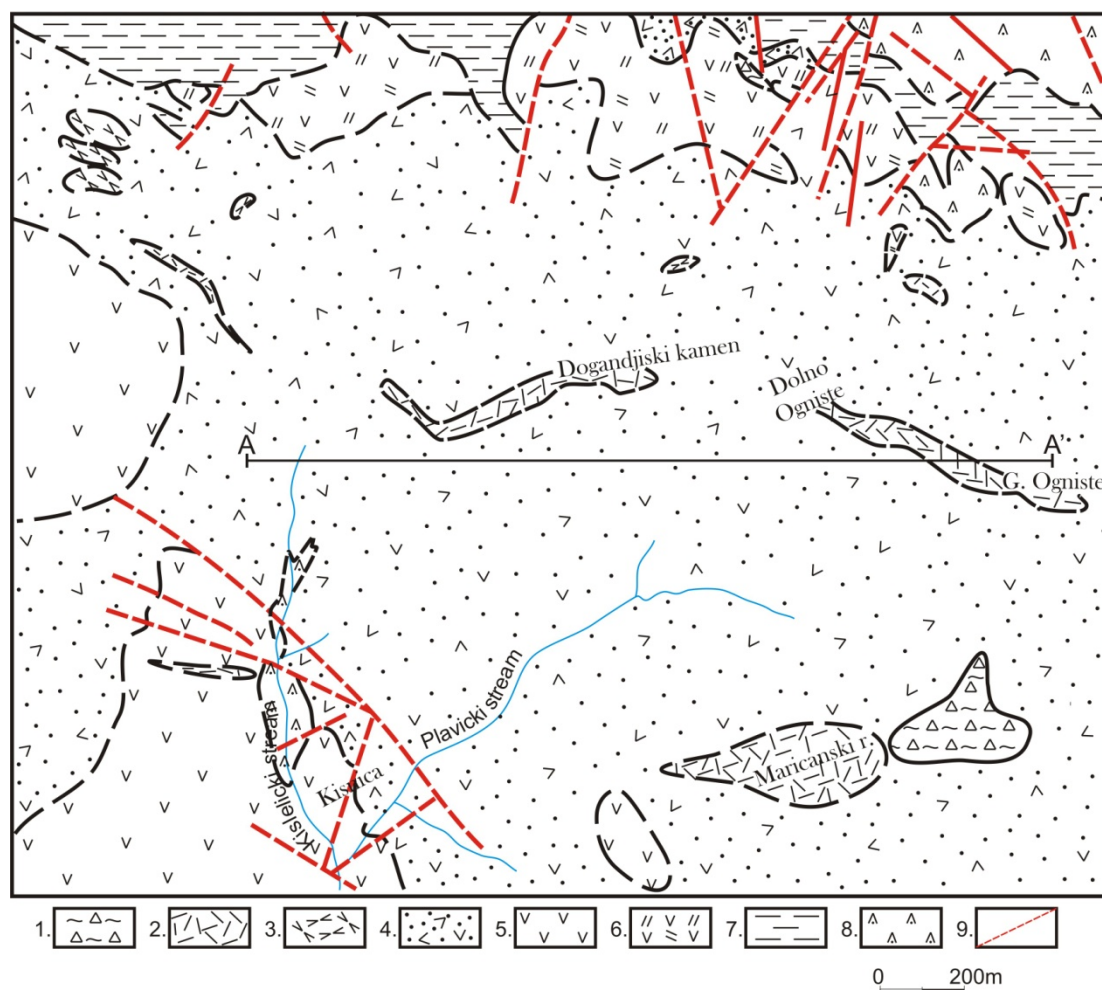 Dogandjiski kamen
Dolno
Ogniste
A
A'
G. Ogniste
Plavicki stream
Kislelicki stream
Kisnica
Maricanski r.
1. 2. 3. 4. 5. 6. 7. 8. 9.
0 200m